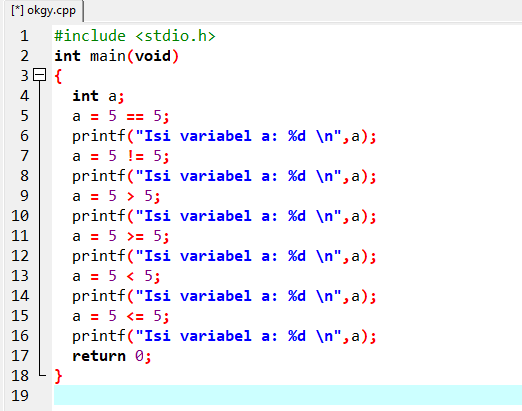 [*] okgy.cpp
1 #include <stdio.h>
2 int main(void)
3 {
4 int a;
5 a = 5 == 5;
6 printf("Isi variabel a: %d \n",a);
7 a = 5 != 5;
8 printf("Isi variabel a: %d \n",a);
9 a = 5 > 5;
10 printf("Isi variabel a: %d \n",a);
11 a = 5 >= 5;
12 printf("Isi variabel a: %d \n",a);
13 a = 5 < 5;
14 printf("Isi variabel a: %d \n",a);
15 a = 5 <= 5;
16 printf("Isi variabel a: %d \n",a);
17 return 0;
18 }
19